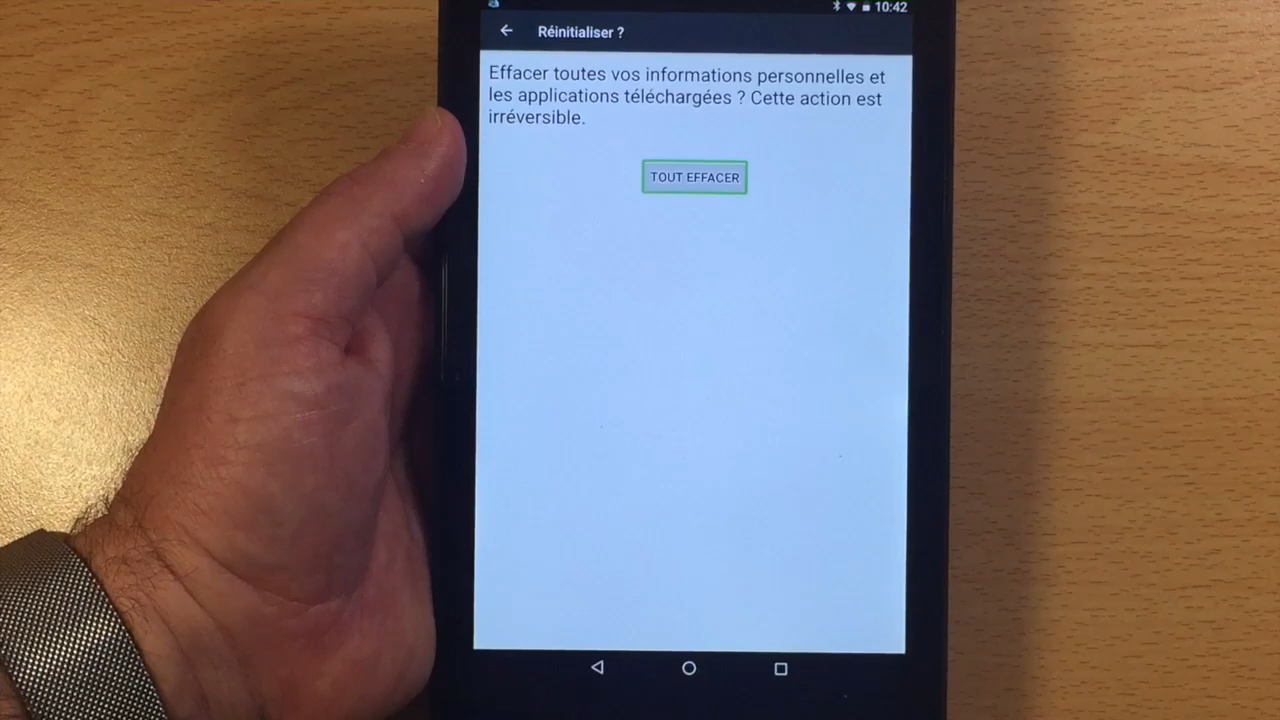 10:42
Réinitialiser ?
Effacer toutes vos informations personnelles et
les applications téléchargées ? Cette action est
irréversible.
TOUT EFFACER